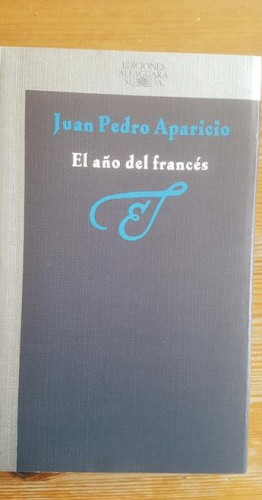 EDICIONES
ALFAGUARA
S.A.
Juan Pedro Aparicio
El año del francés
E